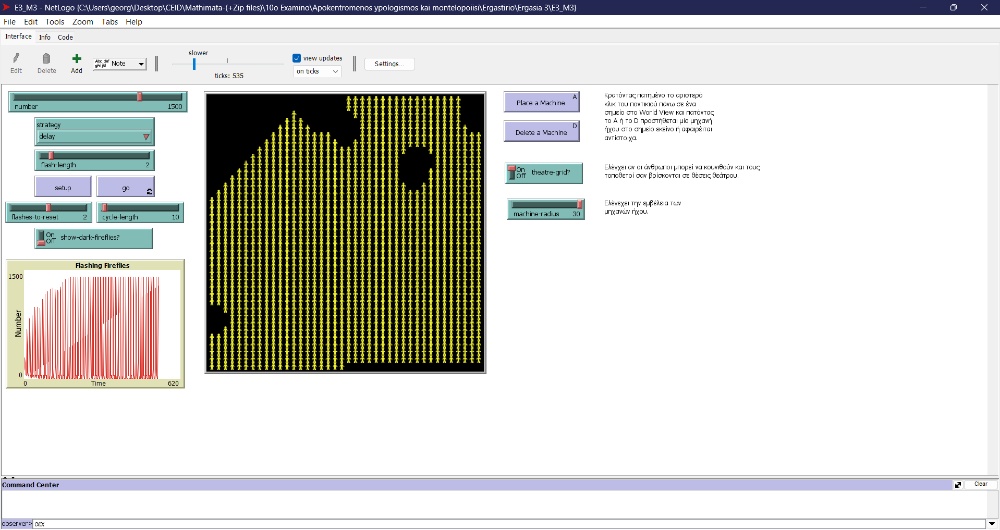 E3_M3 - NetLogo {C:\Users\georg\Desktop\CEID\Mathimata-(+Zip files)\10o Examino\Apokentromenos ypologismos kai montelopoiisi\Ergastirio\Ergasia 3\E3_M3}
File Edit Tools Zoom Tabs Help
Interface Info Code
Edit Delete Add Abc def ghi jkl Note
slower
ticks: 535
view updates
on ticks
Settings...
number 1500
strategy
delay
flash-length 2
setup go
flashes-to-reset 2 cycle-length 10
On
Off
show-dark-fireflies?
Flashing Fireflies
1500
Number
0
0 Time 620
Place a Machine A
Delete a Machine D
Κρατόντας πατημένο το αριστερό
κλικ του ποντικιού πάνω σε ένα
σημείο στο World View και πατόντας
το Α ή το D προστήθεται μία μηχανή
ήχου στο σημείο εκείνο ή αφαιρέιται
αντίστοιχα.
On
Off
theatre-grid?
Ελέγχει αν οι άνθρωποι μπορεί να κουνιθούν και τους
τοποθετοί σαν βρίσκονται σε θέσεις θεάτρου.
machine-radius 30
Ελέγεχει την εμβέλεια των
μηχανών ήχου.
Command Center
Clear
observer> αα